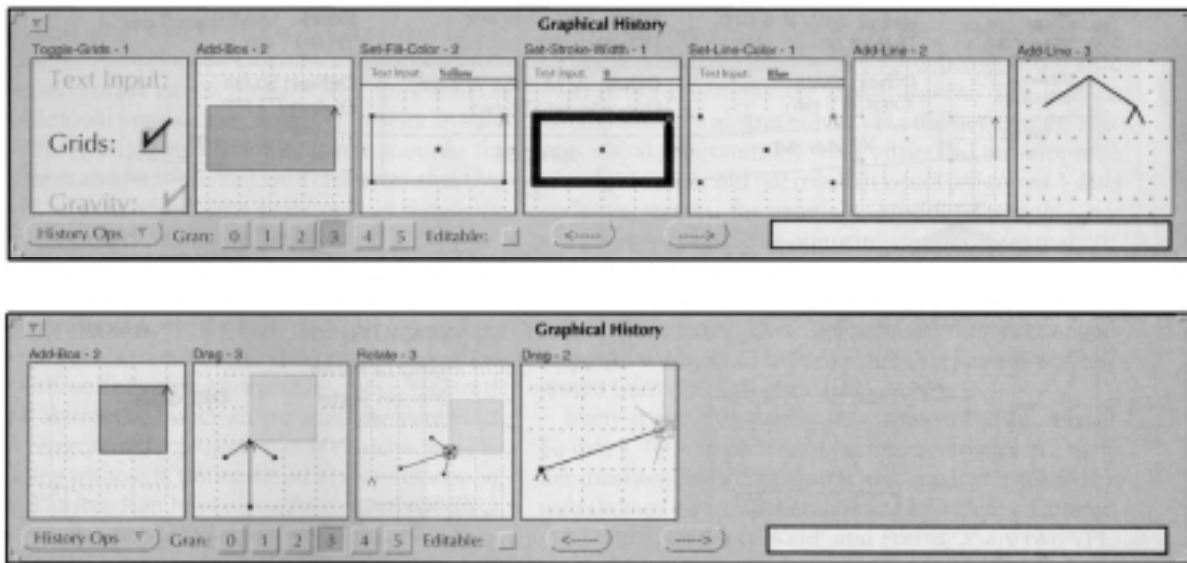 Graphical History
Toggle-Grids - 1 Add-Box - 2 Set-Fill-Color - 2 Set-Stroke-Width - 1 Set-Line-Color - 1 Add-Line - 2 Add-Line - 3
Text Input: Text Input: Yellow Text Input: Text Input: Blue
Grids:
Gravity:
History Ops Gran: 0 1 2 3 4 5 Editable: <----- ----->
Graphical History
Add-Box - 2 Drag - 3 Rotate - 3 Drag - 2
History Ops Gran: 0 1 2 3 4 5 Editable: <----- ----->